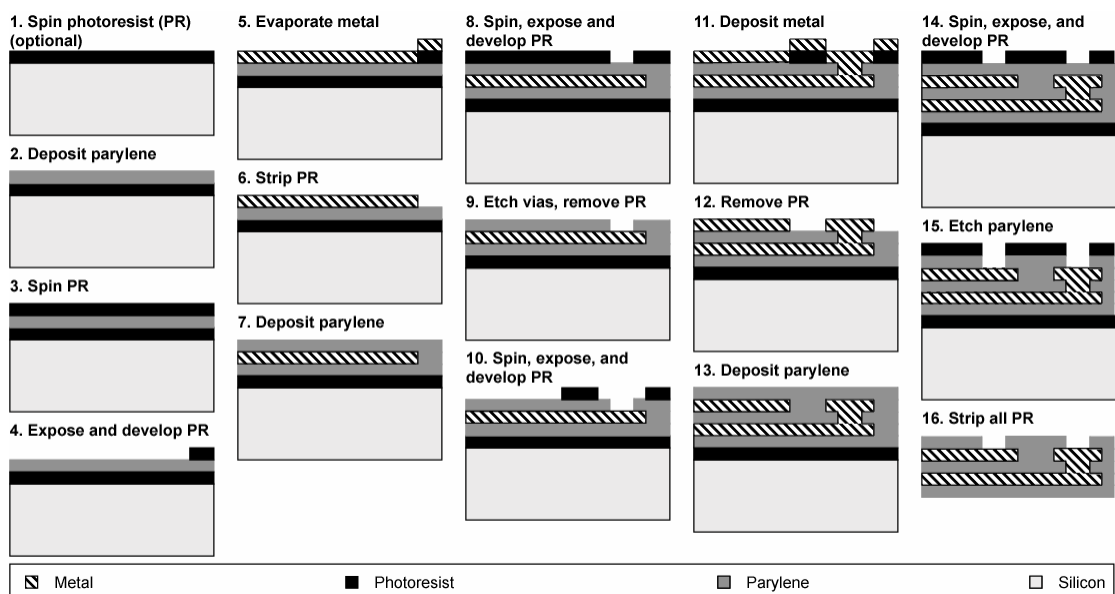 1. Spin photoresist (PR)
(optional)
2. Deposit parylene
3. Spin PR
4. Expose and develop PR
5. Evaporate metal
6. Strip PR
7. Deposit parylene
8. Spin, expose and
develop PR
9. Etch vias, remove PR
10. Spin, expose, and
develop PR
11. Deposit metal
12. Remove PR
13. Deposit parylene
14. Spin, expose, and
develop PR
15. Etch parylene
16. Strip all PR
Metal
Photoresist
Parylene
Silicon